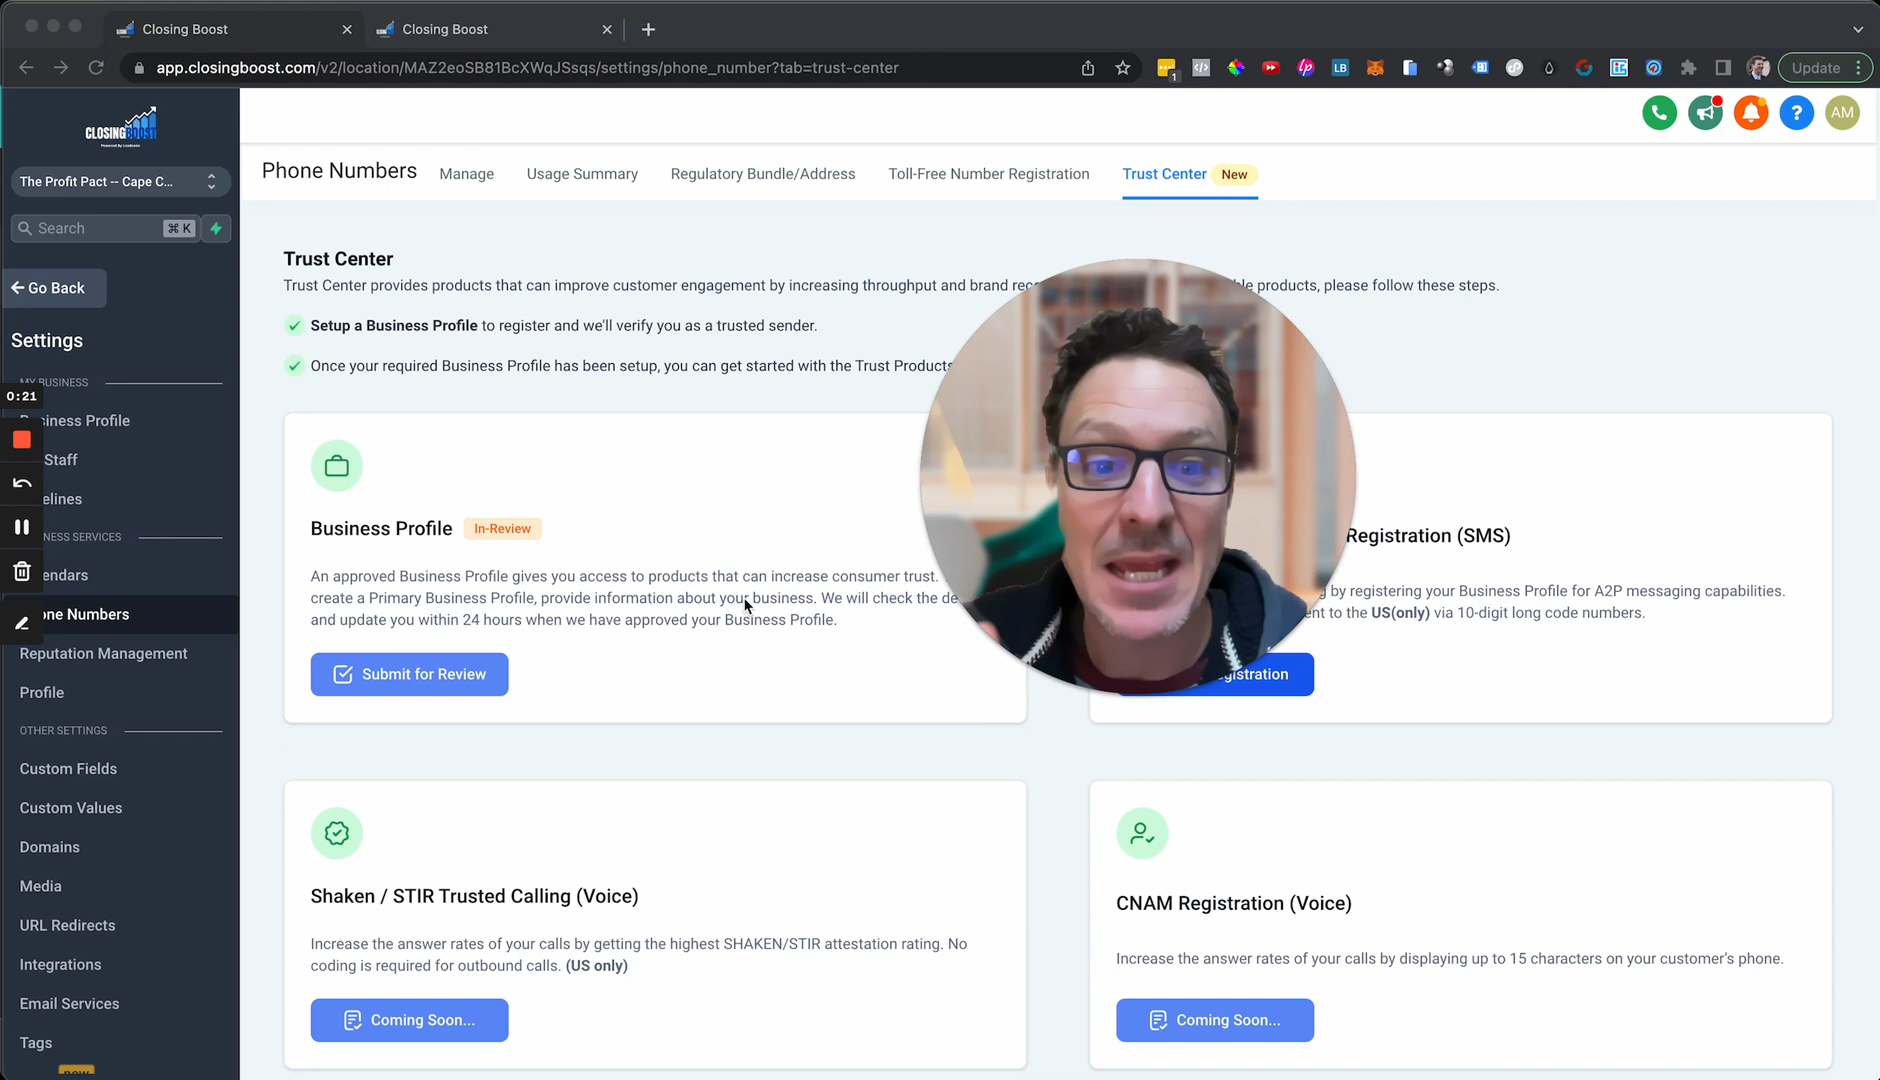 Closing Boost
Closing Boost
app.closingboost.com/v2/location/MAZ2eoSB81BcXWqJSsqs/settings/phone_number?tab=trust-center
1
LB
Update
CLOSINGBOOST
The Profit Pact -- Cape C...
Search
⌘ K
Go Back
Settings
MY BUSINESS
0:21
siness Profile
Staff
elines
NESS SERVICES
endars
one Numbers
Reputation Management
Profile
OTHER SETTINGS
Custom Fields
Custom Values
Domains
Media
URL Redirects
Integrations
Email Services
Tags
new
AM
Phone Numbers
Manage
Usage Summary
Regulatory Bundle/Address
Toll-Free Number Registration
Trust Center
New
Trust Center
Trust Center provides products that can improve customer engagement by increasing throughput and brand products, please follow these steps.
Setup a Business Profile to register and we'll verify you as a trusted sender.
Once your required Business Profile has been setup, you can get started with the Trust Products
Business Profile
In-Review
An approved Business Profile gives you access to products that can increase consumer trust.
create a Primary Business Profile, provide information about your business. We will check the
and update you within 24 hours when we have approved your Business Profile.
Submit for Review
Registration (SMS)
by registering your Business Profile for A2P messaging capabilities.
to the US(only) via 10-digit long code numbers.
gistration
Shaken / STIR Trusted Calling (Voice)
Increase the answer rates of your calls by getting the highest SHAKEN/STIR attestation rating. No
coding is required for outbound calls. (US only)
Coming Soon...
CNAM Registration (Voice)
Increase the answer rates of your calls by displaying up to 15 characters on your customer's phone.
Coming Soon...